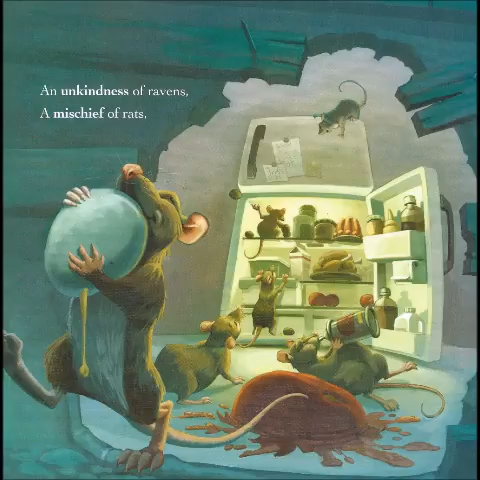 An unkindness of ravens,
A mischief of rats,